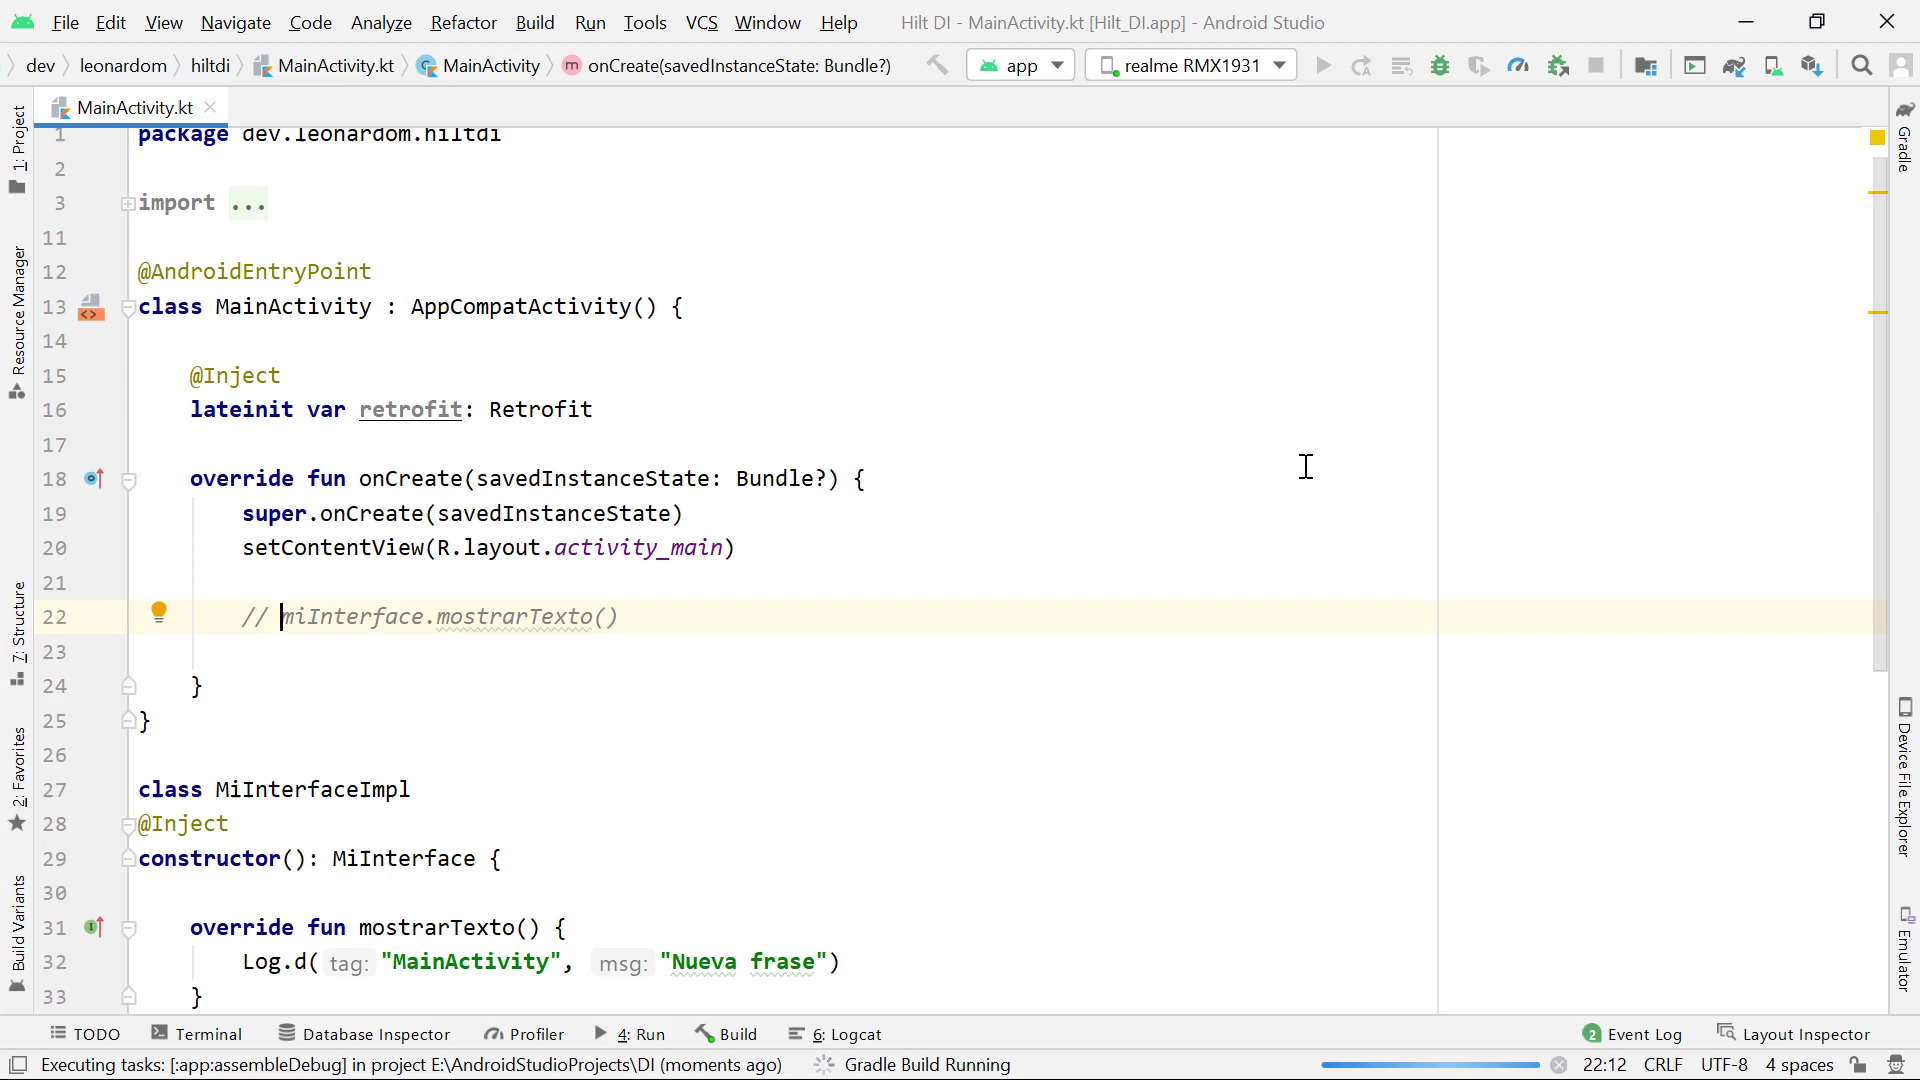 File Edit View Navigate Code Analyze Refactor Build Run Tools VCS Window Help Hilt DI - MainActivity.kt [Hilt_DI.app] - Android Studio
dev leonardom hiltdi MainActivity.kt MainActivity onCreate(savedInstanceState: Bundle?) app realme RMX1931
MainActivity.kt
1 package dev.leonardom.hiltdi
2
3 import ...
11
12 @AndroidEntryPoint
13 class MainActivity : AppCompatActivity() {
14
15 @Inject
16 lateinit var retrofit: Retrofit
17
18 override fun onCreate(savedInstanceState: Bundle?) {
19 super.onCreate(savedInstanceState)
20 setContentView(R.layout.activity_main)
21
22 // miInterface.mostrarTexto()
23
24 }
25 }
26
27 class MiInterfaceImpl
28 @Inject
29 constructor(): MiInterface {
30
31 override fun mostrarTexto() {
32 Log.d( tag: "MainActivity", msg: "Nueva frase")
33 }
1: Project
Resource Manager
7: Structure
2: Favorites
Build Variants
Gradle
Device File Explorer
Emulator
TODO Terminal Database Inspector Profiler 4: Run Build 6: Logcat 2 Event Log Layout Inspector
Executing tasks: [:app:assembleDebug] in project E:\AndroidStudioProjects\DI (moments ago) Gradle Build Running 22:12 CRLF UTF-8 4 spaces